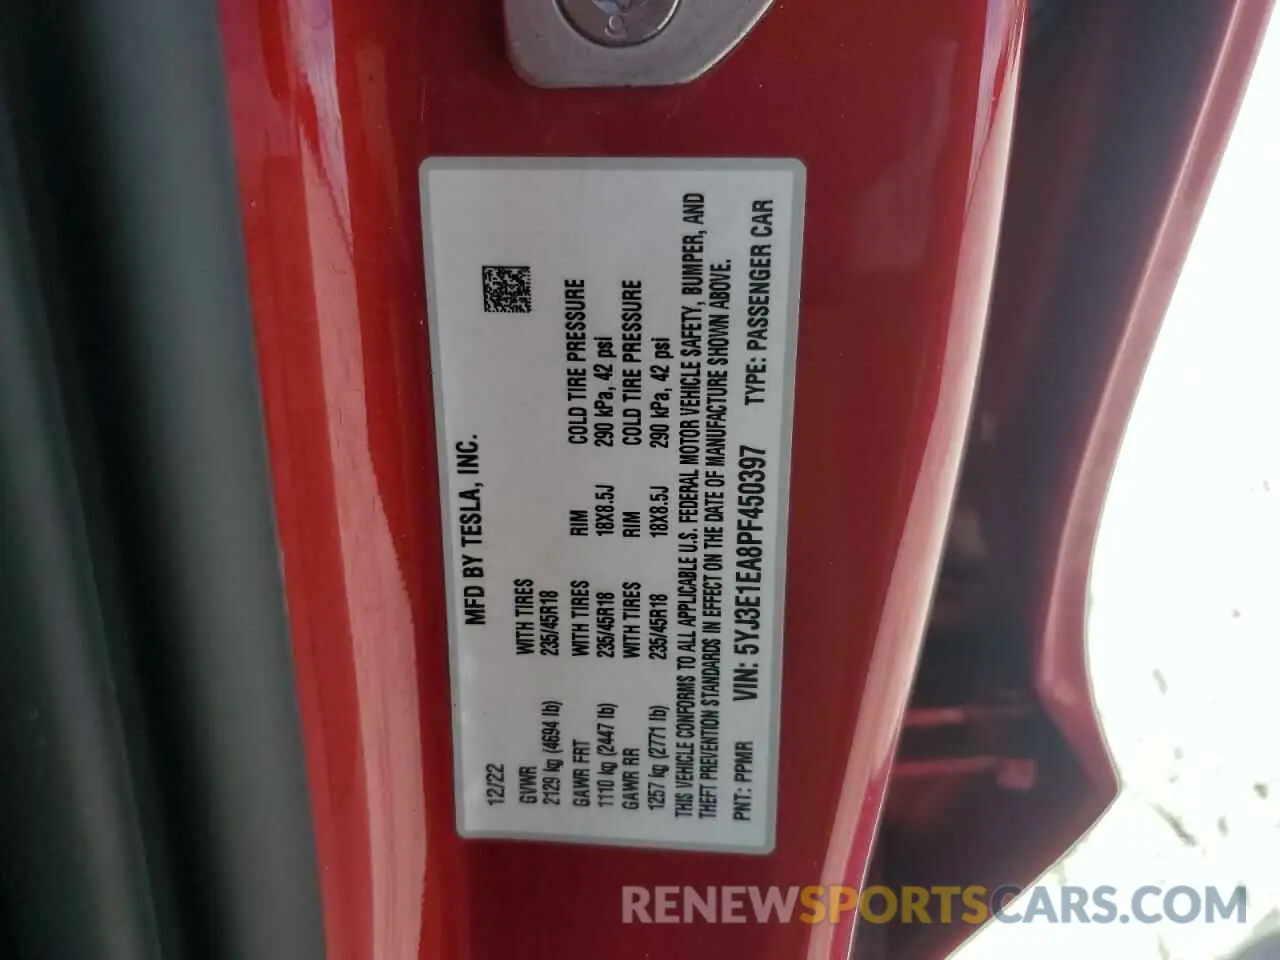 MFD BY TESLA, INC.
12/22
GVWR WITH TIRES
2129 kg (4694 lb) 235/45R18
GAWR FRT WITH TIRES RIM COLD TIRE PRESSURE
1110 kg (2447 lb) 235/45R18 18X8.5J 290 kPa, 42 psi
GAWR RR WITH TIRES RIM COLD TIRE PRESSURE
1257 kg (2771 lb) 235/45R18 18X8.5J 290 kPa, 42 psi
THIS VEHICLE CONFORMS TO ALL APPLICABLE U.S. FEDERAL MOTOR VEHICLE SAFETY, BUMPER, AND
THEFT PREVENTION STANDARDS IN EFFECT ON THE DATE OF MANUFACTURE SHOWN ABOVE.
PNT: PPMR VIN: 5YJ3E1EA8PF450397 TYPE: PASSENGER CAR
RENEWSPORTSCARS.COM